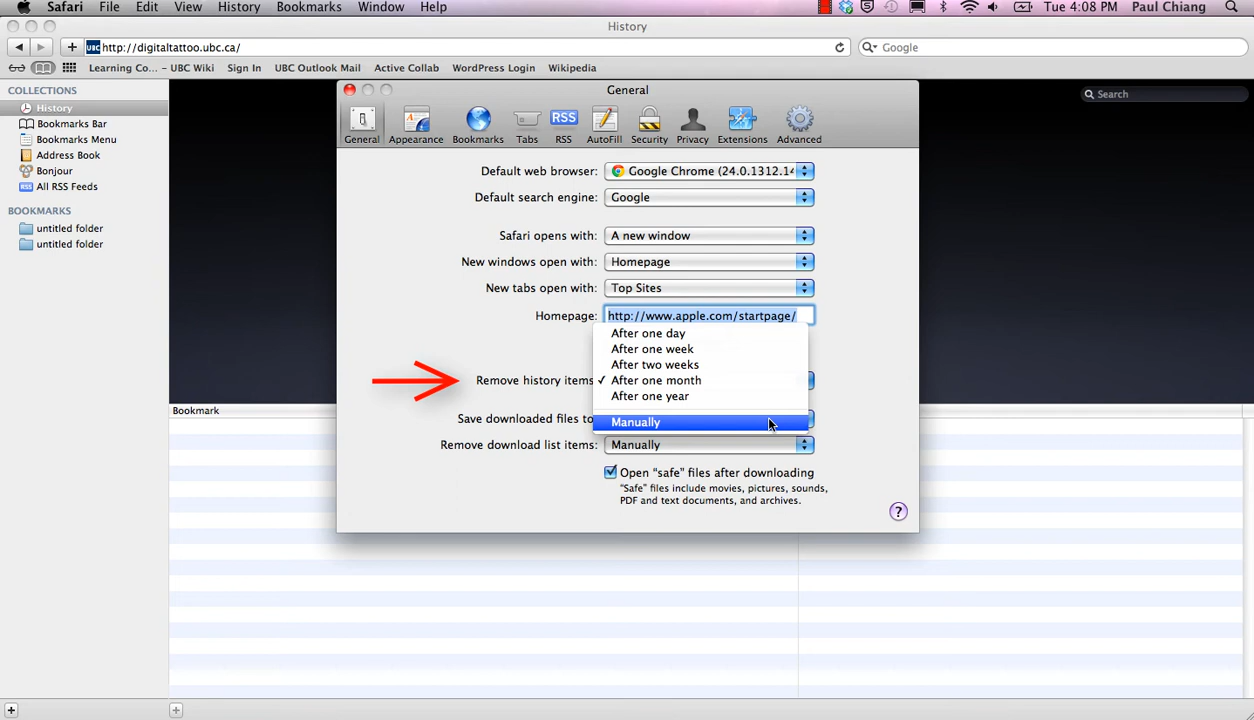 Safari File Edit View History Bookmarks Window Help Tue 4:08 PM Paul Chiang
History
UBC http://digitaltattoo.ubc.ca/ Google
Learning Co... – UBC Wiki Sign In UBC Outlook Mail Active Collab WordPress Login Wikipedia
COLLECTIONS
History
Bookmarks Bar
Bookmarks Menu
Address Book
Bonjour
All RSS Feeds
BOOKMARKS
untitled folder
untitled folder
Search
Bookmark
General
RSS
General Appearance Bookmarks Tabs RSS AutoFill Security Privacy Extensions Advanced
Default web browser: Google Chrome (24.0.1312.14
Default search engine: Google
Safari opens with: A new window
New windows open with: Homepage
New tabs open with: Top Sites
Homepage: http://www.apple.com/startpage/
After one day
After one week
After two weeks
Remove history items ✓ After one month
After one year
Save downloaded files to Manually
Remove download list items: Manually
Open “safe” files after downloading
“Safe” files include movies, pictures, sounds,
PDF and text documents, and archives.
?